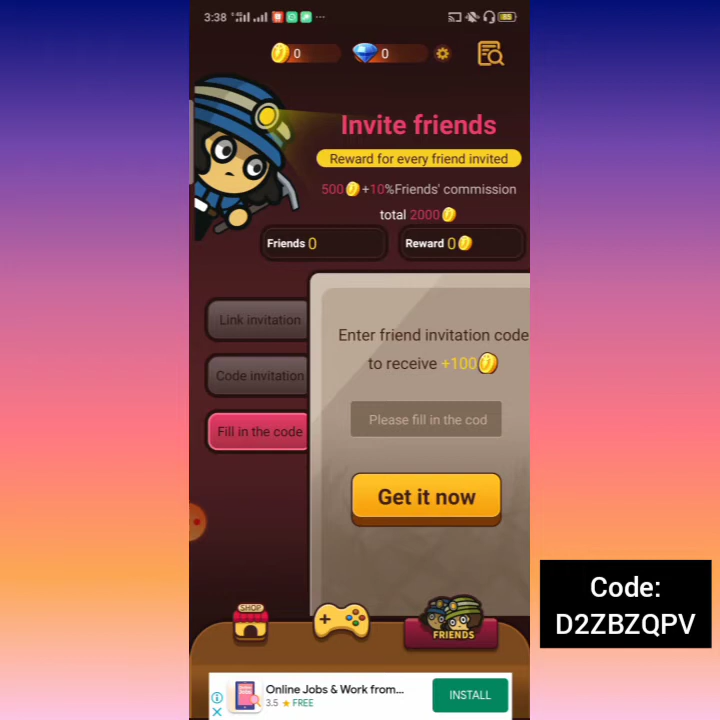 3:38
85
0
0
Invite friends
Reward for every friend invited
500 +10%Friends' commission
total 2000
Friends 0
Reward 0
Link invitation
Code invitation
Fill in the code
Enter friend invitation code
to receive +100
Please fill in the cod
Get it now
SHOP
FRIENDS
Code:
D2ZBZQPV
Online Jobs & Work from...
3.5 ★ FREE
INSTALL